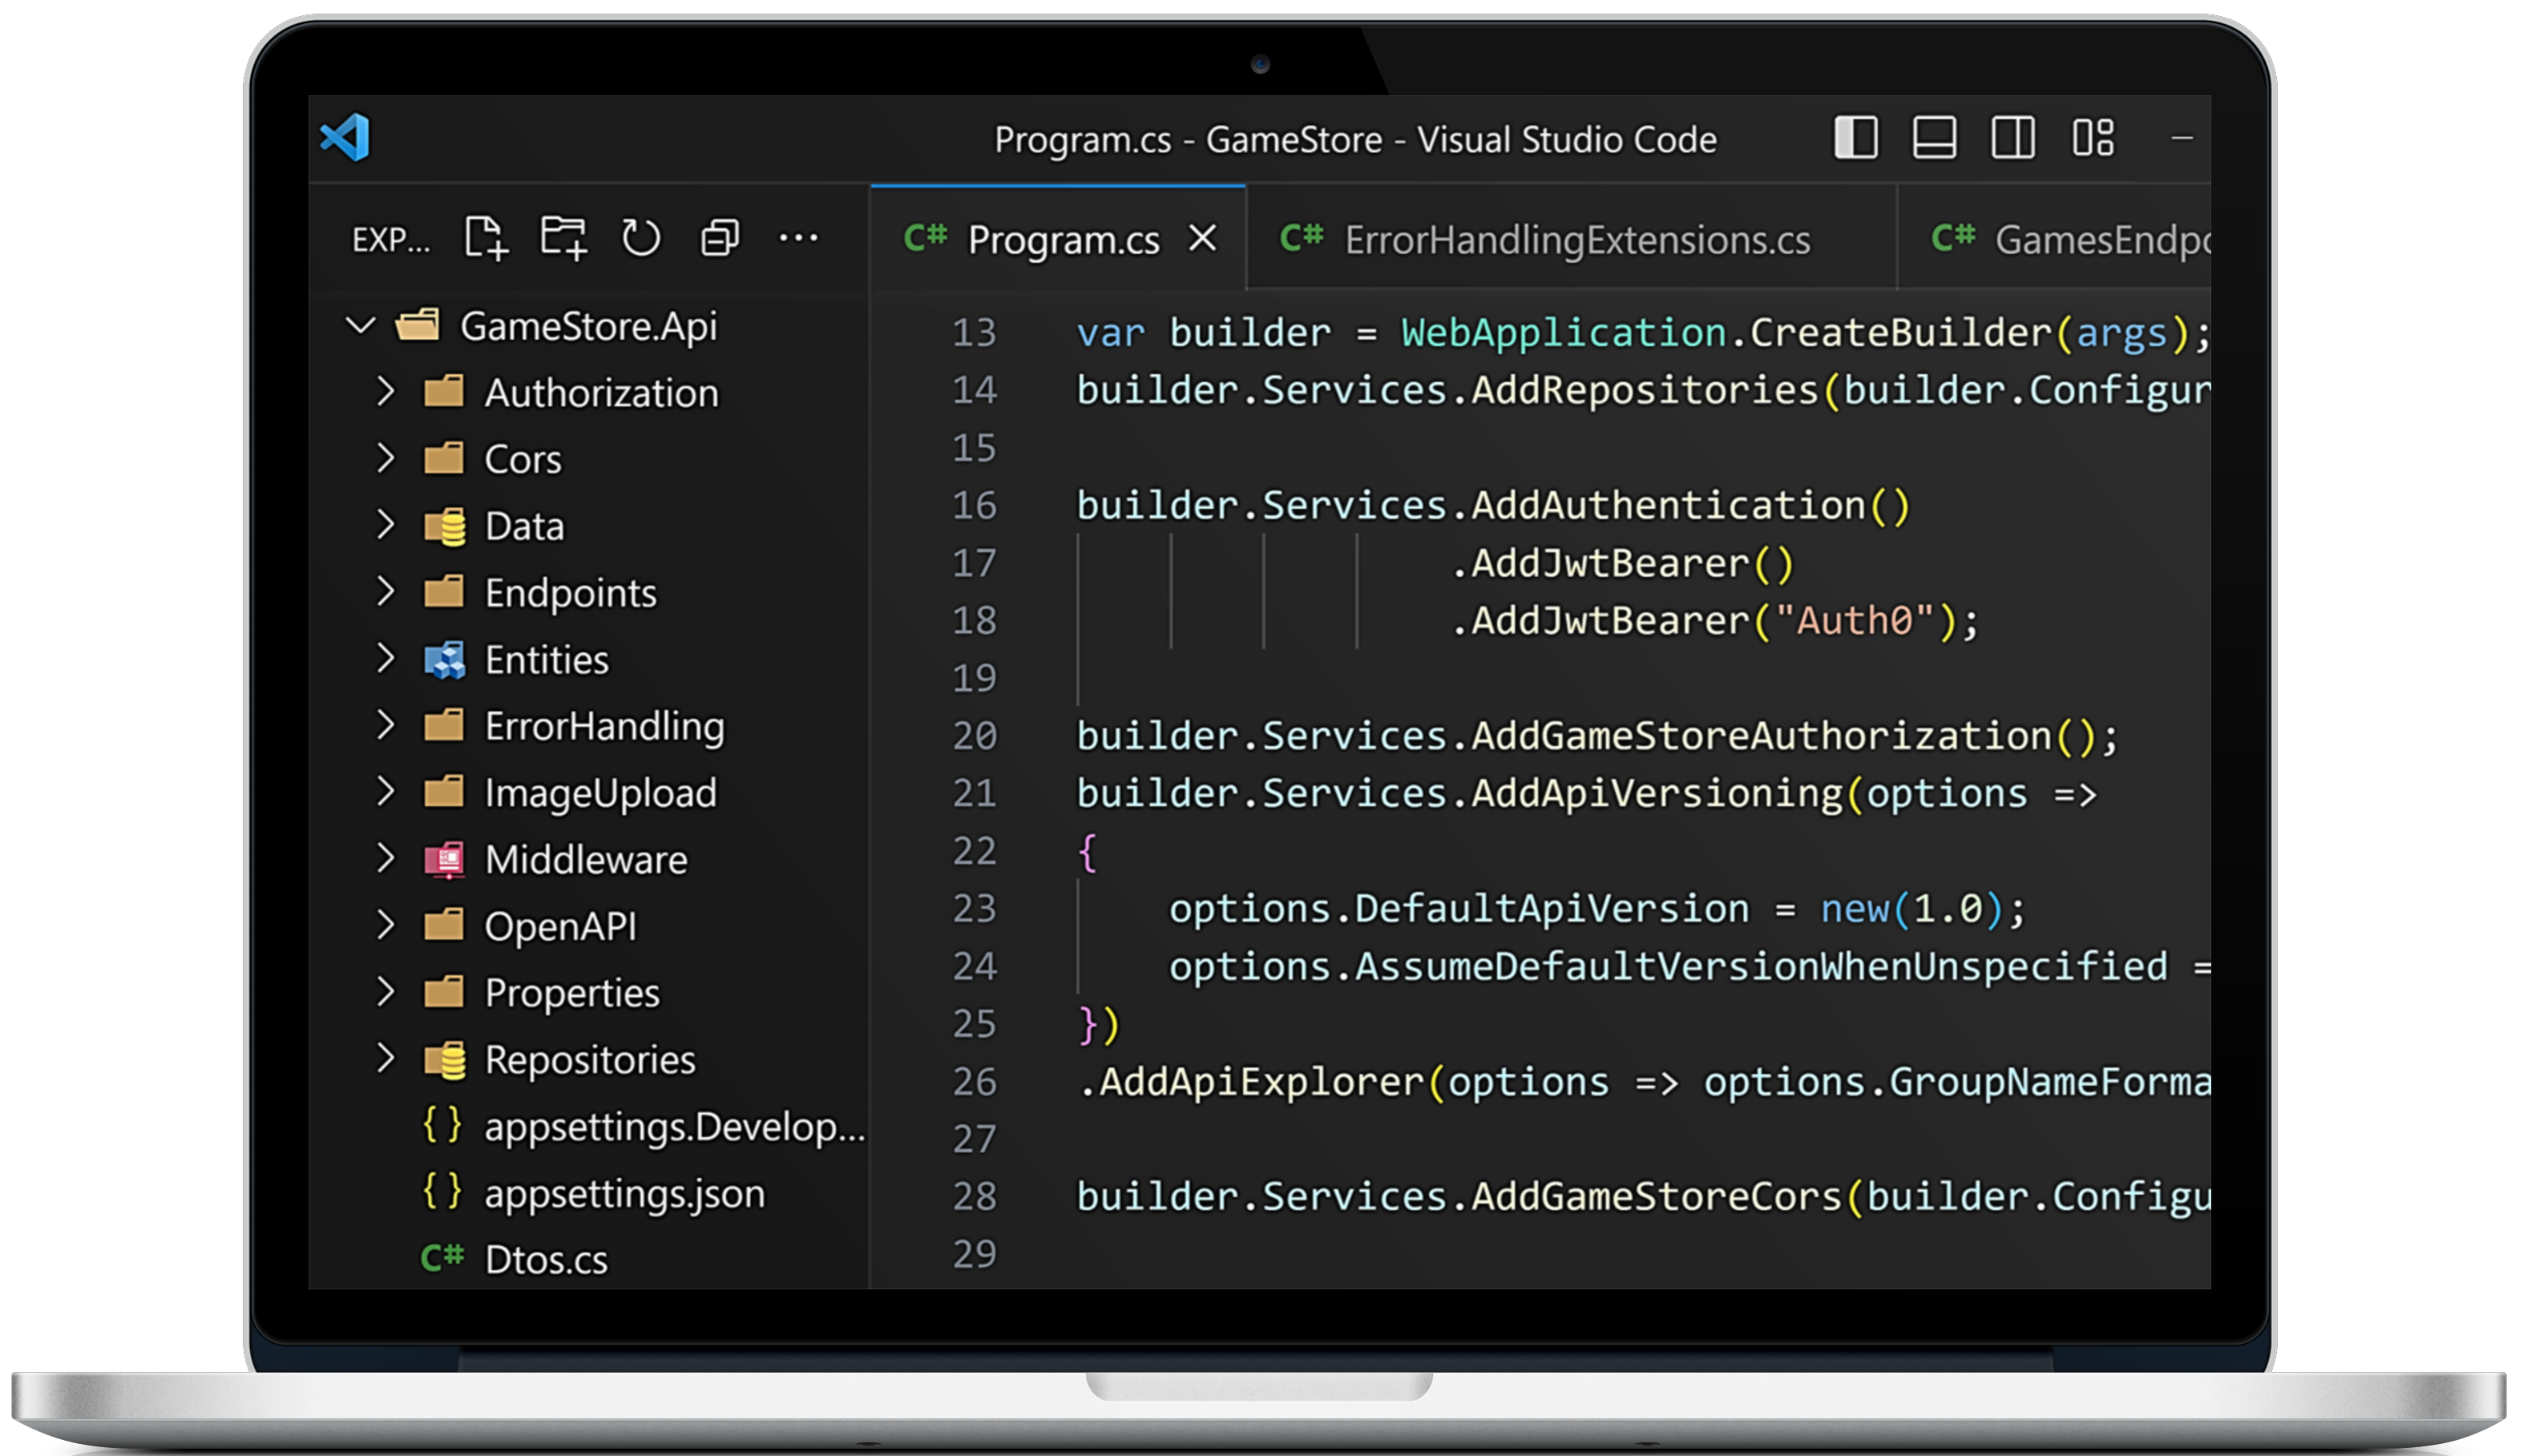 Program.cs - GameStore - Visual Studio Code
EXP...
C# Program.cs
C# ErrorHandlingExtensions.cs
C# GamesEndpo
GameStore.Api
Authorization
Cors
Data
Endpoints
Entities
ErrorHandling
ImageUpload
Middleware
OpenAPI
Properties
Repositories
{ } appsettings.Develop...
{ } appsettings.json
C# Dtos.cs
13 var builder = WebApplication.CreateBuilder(args);
14 builder.Services.AddRepositories(builder.Configur
15
16 builder.Services.AddAuthentication()
17 .AddJwtBearer()
18 .AddJwtBearer("Auth0");
19
20 builder.Services.AddGameStoreAuthorization();
21 builder.Services.AddApiVersioning(options =>
22 {
23 options.DefaultApiVersion = new(1.0);
24 options.AssumeDefaultVersionWhenUnspecified =
25 })
26 .AddApiExplorer(options => options.GroupNameForma
27
28 builder.Services.AddGameStoreCors(builder.Configu
29